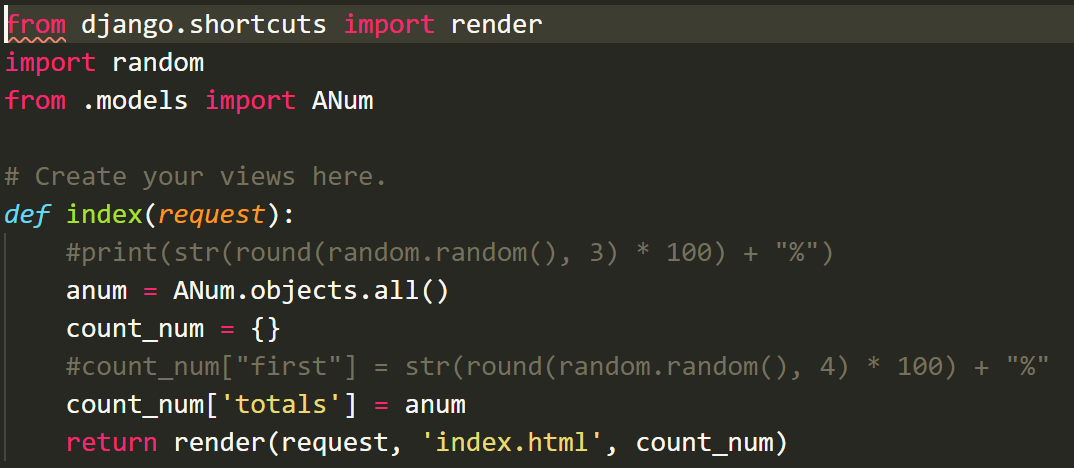 from django.shortcuts import render
import random
from .models import ANum
# Create your views here.
def index(request):
#print(str(round(random.random(), 3) * 100) + "%")
anum = ANum.objects.all()
count_num = {}
#count_num["first"] = str(round(random.random(), 4) * 100) + "%"
count_num['totals'] = anum
return render(request, 'index.html', count_num)